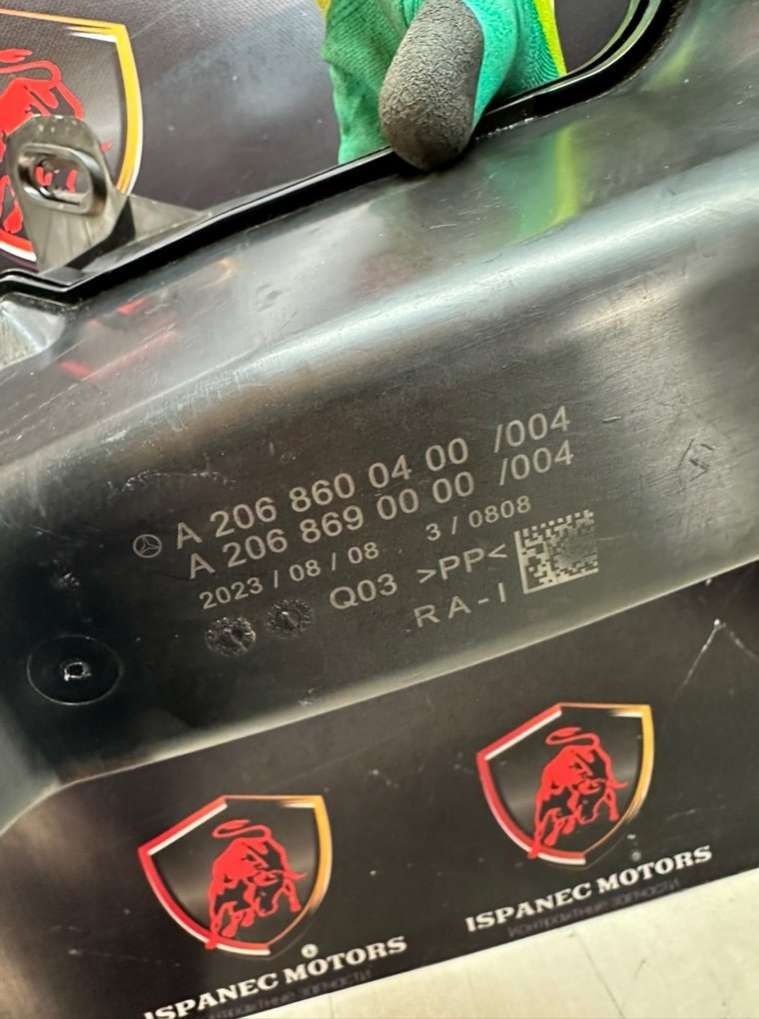 A 206 860 04 00 /004
A 206 869 00 00 /004
2023 / 08 / 08 3 / 0808
Q03 >PP<
RA-I
ISPANEC MOTORS
ISPANEC MOTORS